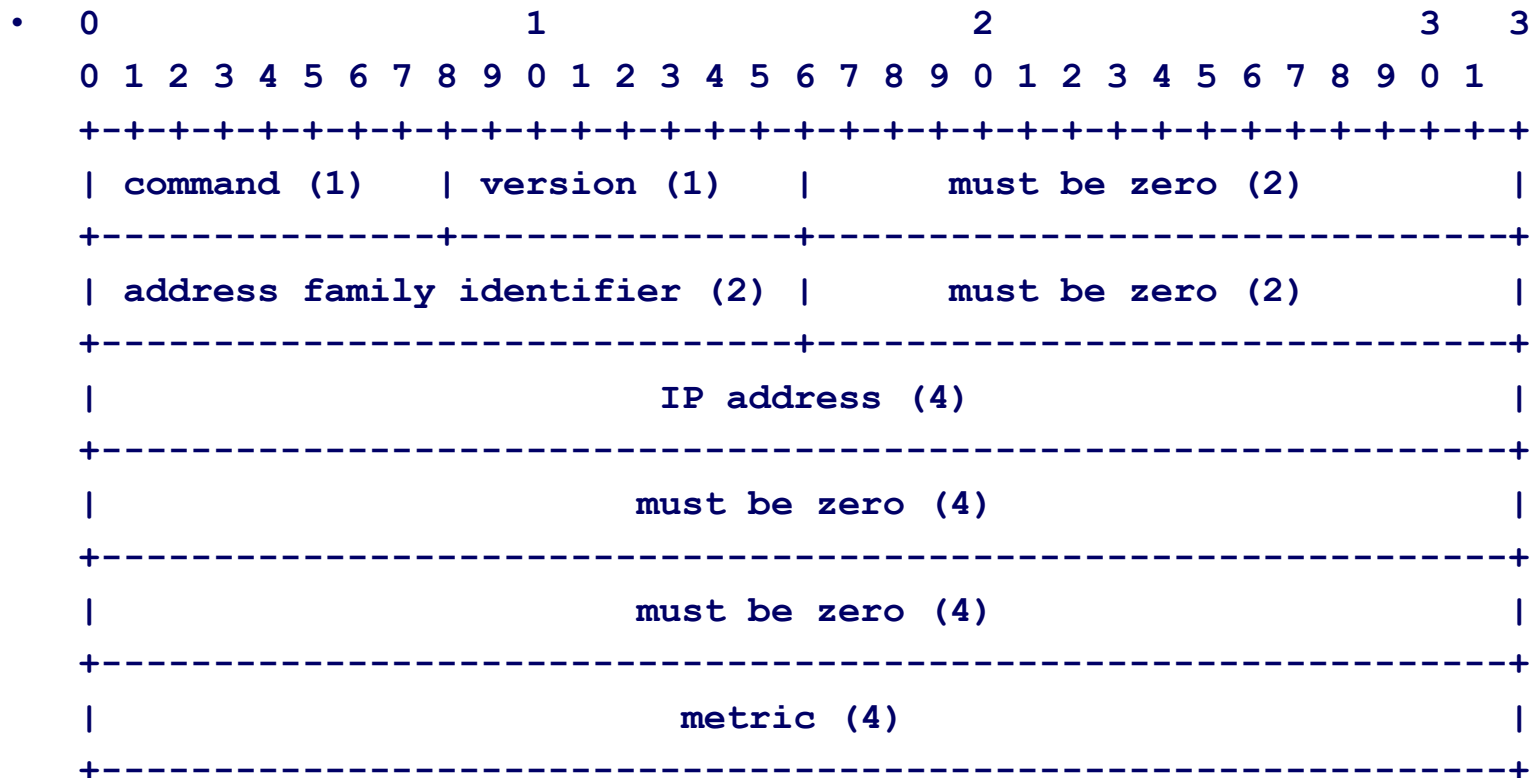 • 0 1 2 3 3
0 1 2 3 4 5 6 7 8 9 0 1 2 3 4 5 6 7 8 9 0 1 2 3 4 5 6 7 8 9 0 1
+-+-+-+-+-+-+-+-+-+-+-+-+-+-+-+-+-+-+-+-+-+-+-+-+-+-+-+-+-+-+-+-+
| command (1) | version (1) | must be zero (2) |
+---------------+---------------+-------------------------------+
| address family identifier (2) | must be zero (2) |
+-------------------------------+-------------------------------+
| IP address (4) |
+---------------------------------------------------------------+
| must be zero (4) |
+---------------------------------------------------------------+
| must be zero (4) |
+---------------------------------------------------------------+
| metric (4) |
+---------------------------------------------------------------+